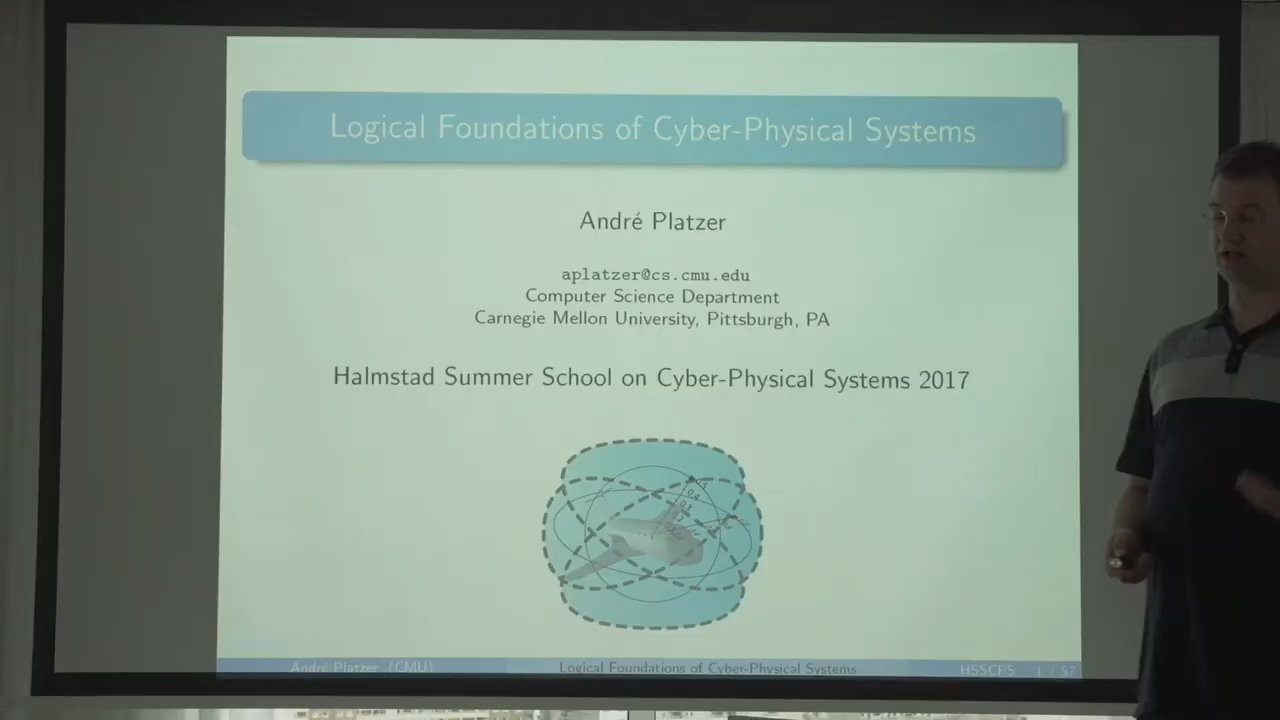 Logical Foundations of Cyber-Physical Systems
André Platzer
aplatzer@cs.cmu.edu
Computer Science Department
Carnegie Mellon University, Pittsburgh, PA
Halmstad Summer School on Cyber-Physical Systems 2017
André Platzer (CMU) Logical Foundations of Cyber-Physical Systems HSSCPS 1 / 57